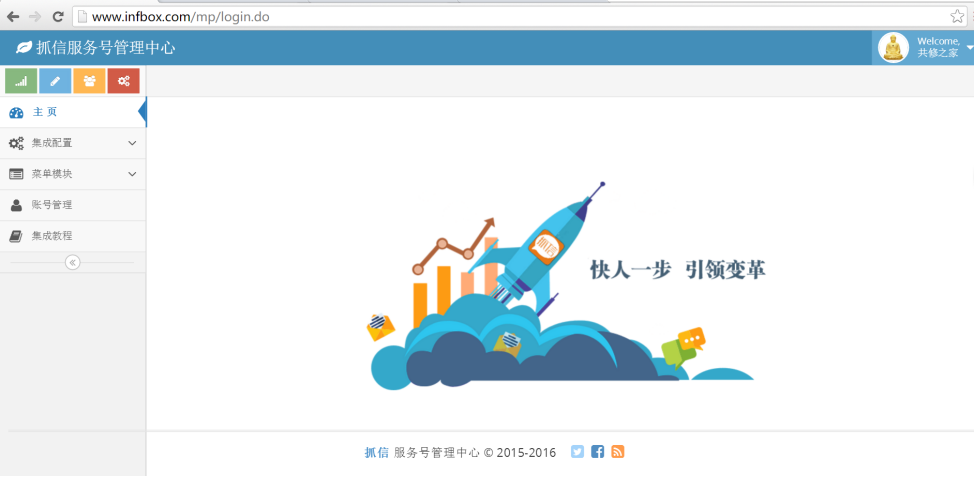 www.infbox.com/mp/login.do
抓信服务号管理中心
Welcome,
共修之家
主页
集成配置
菜单模块
账号管理
集成教程
抓信
快人一步 引领变革
抓信 服务号管理中心 © 2015-2016